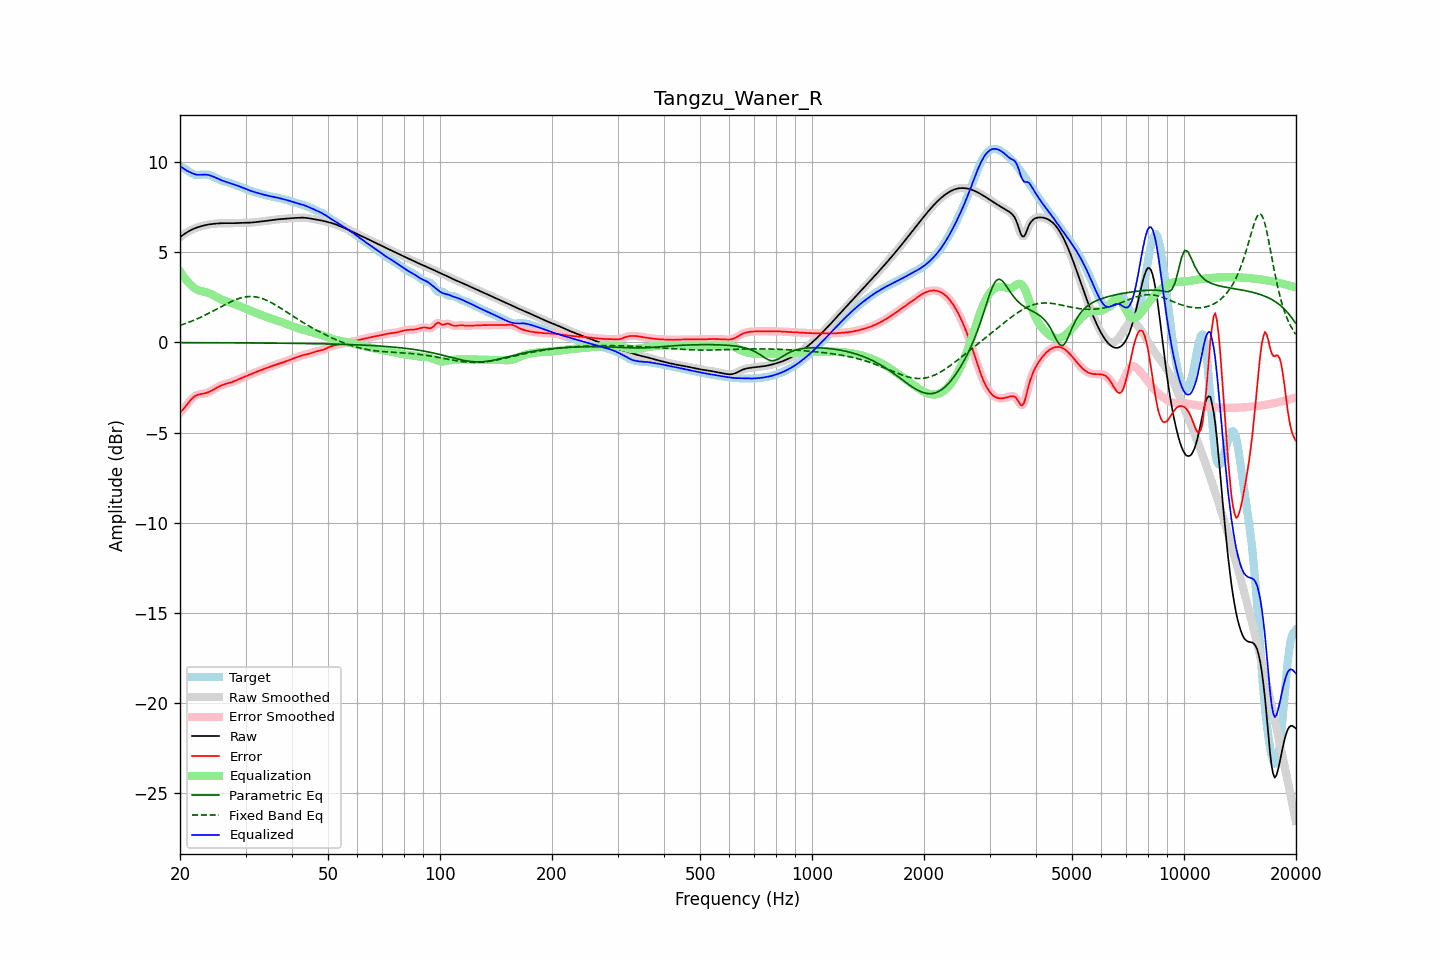 Tangzu_Waner_R
Amplitude (dBr)
10
5
0
−5
−10
−15
−20
−25
Target
Raw Smoothed
Error Smoothed
Raw
Error
Equalization
Parametric Eq
Fixed Band Eq
Equalized
20
50
100
200
500
1000
2000
5000
10000
20000
Frequency (Hz)